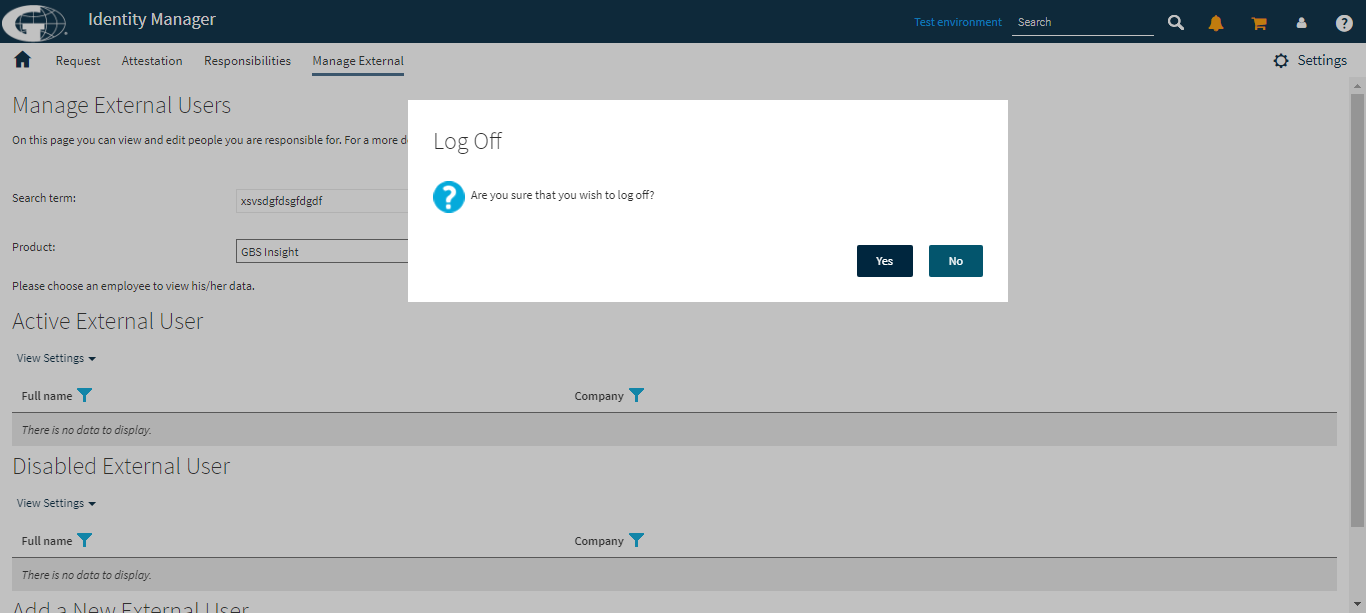 Identity Manager
Test environment
Search
Request
Attestation
Responsibilities
Manage External
Settings
Manage External Users
On this page you can view and edit people you are responsible for. For a more d
Log Off
Are you sure that you wish to log off?
Yes
No
Search term:
xsvsdgfdsgfdgdf
Product:
GBS Insight
Please choose an employee to view his/her data.
Active External User
View Settings
Full name
Company
There is no data to display.
Disabled External User
View Settings
Full name
Company
There is no data to display.
Add a New External User